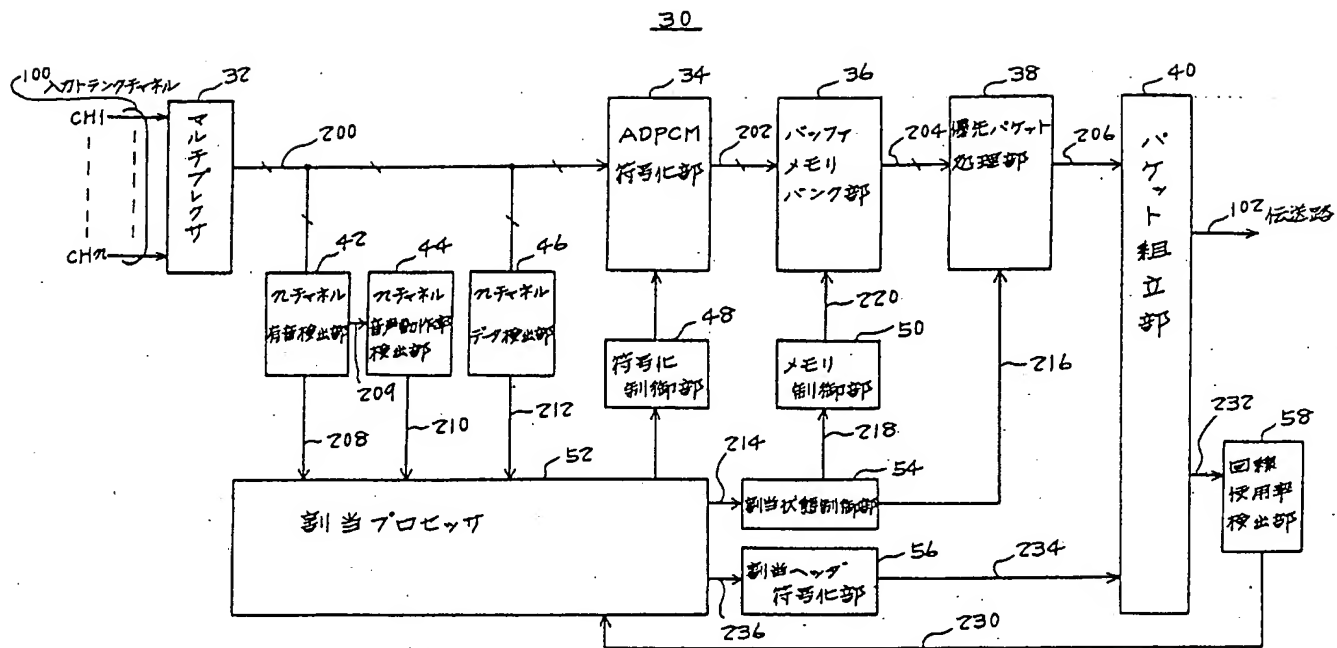 30
100
入力トランクチャネル
32
34
36
38
40
CH1
CHn
マルチプレクサ
200
ADPCM
符号化部
202
バッファ
メモリ
バンク部
204
優先パケット
処理部
206
パケット組立部
102
伝送路
42
44
46
nチャネル
有音検出部
nチャネル
音声動作率
検出部
nチャネル
データ検出部
209
48
符号化
制御部
220
50
メモリ
制御部
216
208
210
212
52
214
218
54
232
58
割当プロセッサ
割当状態制御部
回線
使用率
検出部
56
234
割当ヘッダ
符号化部
236
230